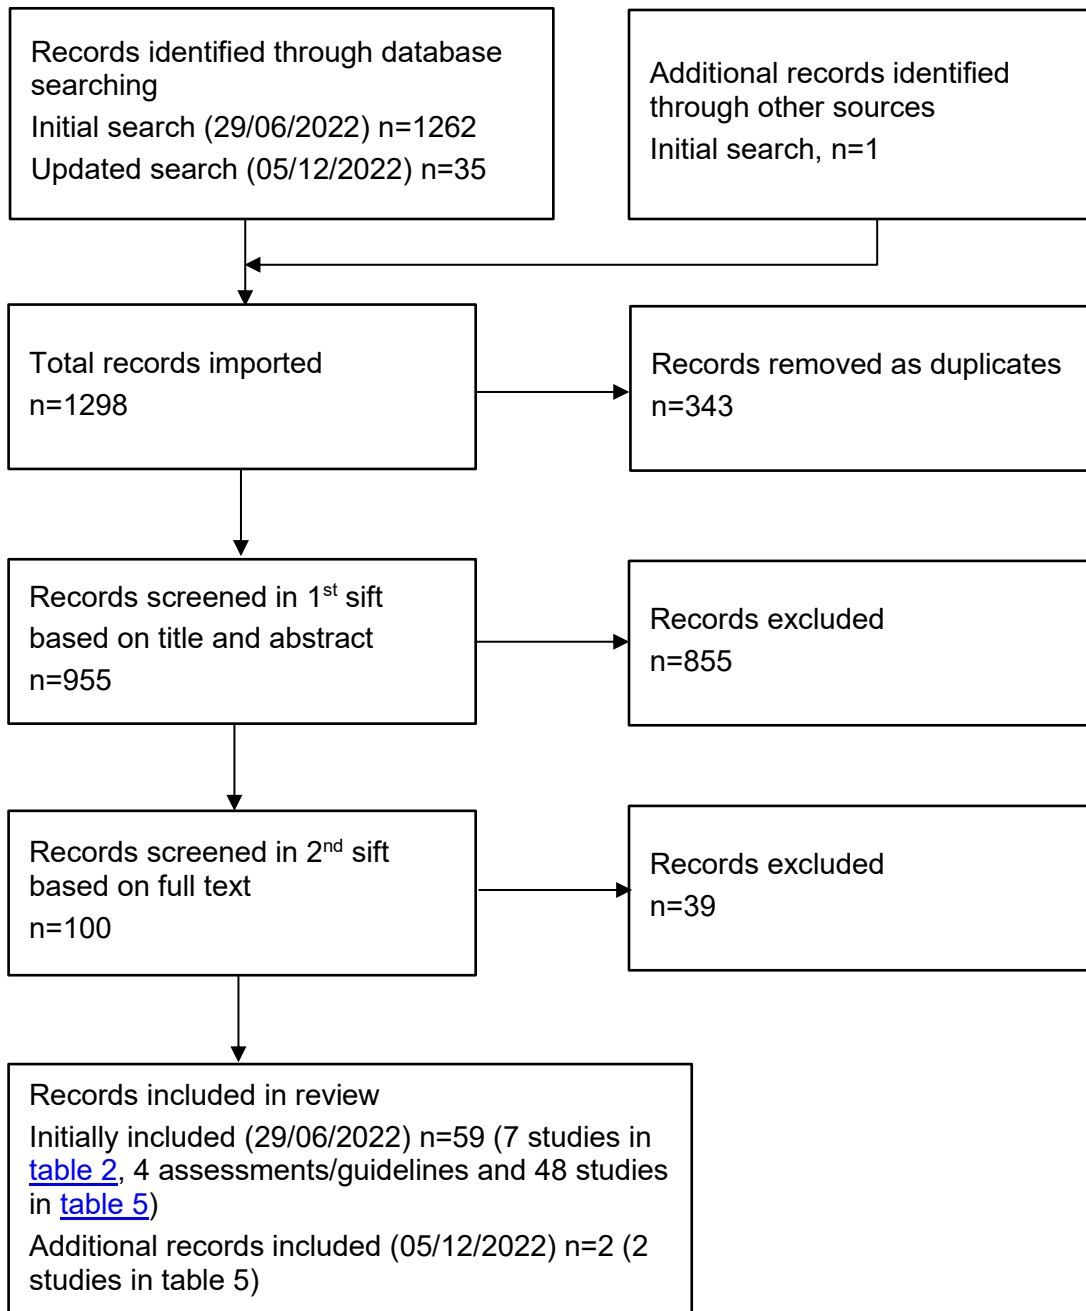 Records identified through database
searching
Initial search (29/06/2022) n=1262
Updated search (05/12/2022) n=35
Additional records identified
through other sources
Initial search, n=1
Total records imported
n=1298
Records removed as duplicates
n=343
Records screened in 1st sift
based on title and abstract
n=955
Records excluded
n=855
Records screened in 2nd sift
based on full text
n=100
Records excluded
n=39
Records included in review
Initially included (29/06/2022) n=59 (7 studies in
table 2, 4 assessments/guidelines and 48 studies
in table 5)
Additional records included (05/12/2022) n=2 (2
studies in table 5)